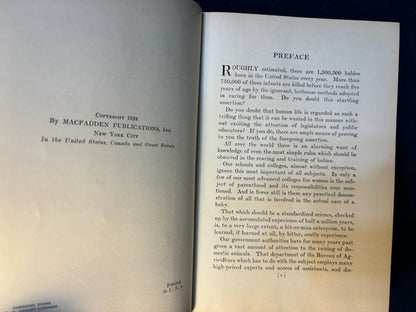 COPYRIGHT 1924
BY MACFADDEN PUBLICATIONS, INC.
NEW YORK CITY
In the United States, Canada and Great Britain
Printed
U. S. A.
COMPANY
PREFACE
ROUGHLY estimated, there are 1,500,000 babies
born in the United States every year. More than
750,000 of these infants are killed before they reach five
years of age by the ignorant, hothouse methods adopted
in caring for them. Do you doubt this startling
assertion?
Do you doubt that human life is regarded as such a
trifling thing that it can be wasted in this manner with-
out exciting the attention of legislators and public
educators? If you do, there are ample means of proving
to you the truth of the foregoing assertion.
All over the world there is an alarming want of
knowledge of even the most simple rules which should be
observed in the rearing and training of babies.
Our schools and colleges, almost without exception,
ignore this most important of all subjects. In only a
few of our most advanced colleges for women is the sub-
ject of parenthood and its responsibilities ever men-
tioned. And in fewer still is there any practical demon-
stration of all that is involved in the actual care of a
baby.
That which should be a standardized science, checked
up by the accumulated experience of half a million years,
is, to a very large extent, a hit-or-miss enterprise, to be
learned, if learned at all, by bitter, costly experience.
Our government authorities have for many years past
given a vast amount of attention to the raising of do-
mestic animals. That department of the Bureau of Ag-
riculture which has to do with the subject employs many
high-priced experts and scores of assistants, and dis-
[v]